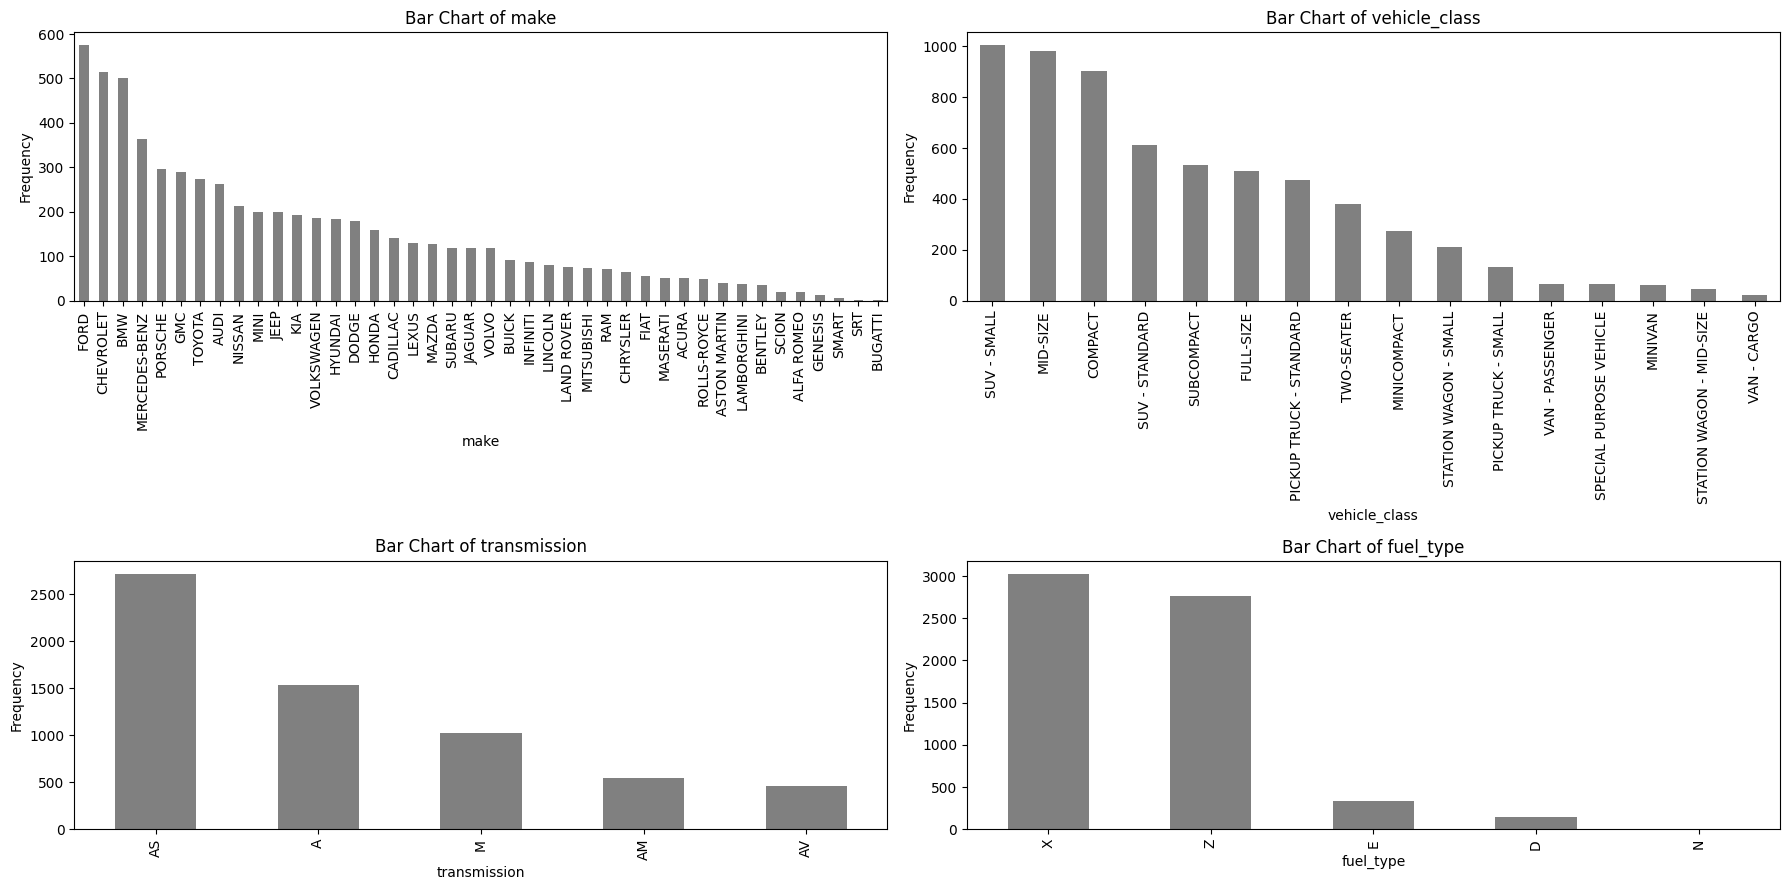 Bar Chart of make
600
500
400
300
200
100
0
Frequency
FORD
CHEVROLET
BMW
MERCEDES-BENZ
PORSCHE
GMC
TOYOTA
AUDI
NISSAN
MINI
JEEP
KIA
VOLKSWAGEN
HYUNDAI
DODGE
HONDA
CADILLAC
LEXUS
MAZDA
SUBARU
JAGUAR
VOLVO
BUICK
INFINITI
LINCOLN
LAND ROVER
MITSUBISHI
RAM
CHRYSLER
FIAT
MASERATI
ACURA
ROLLS-ROYCE
ASTON MARTIN
LAMBORGHINI
BENTLEY
SCION
ALFA ROMEO
GENESIS
SMART
SRT
BUGATTI
make
Bar Chart of vehicle_class
1000
800
600
400
200
0
Frequency
SUV - SMALL
MID-SIZE
COMPACT
SUV - STANDARD
SUBCOMPACT
FULL-SIZE
PICKUP TRUCK - STANDARD
TWO-SEATER
MINICOMPACT
STATION WAGON - SMALL
PICKUP TRUCK - SMALL
VAN - PASSENGER
SPECIAL PURPOSE VEHICLE
MINIVAN
STATION WAGON - MID-SIZE
VAN - CARGO
vehicle_class
Bar Chart of transmission
2500
2000
1500
1000
500
0
Frequency
AS
A
M
AM
AV
transmission
Bar Chart of fuel_type
3000
2500
2000
1500
1000
500
0
Frequency
X
Z
E
D
N
fuel_type